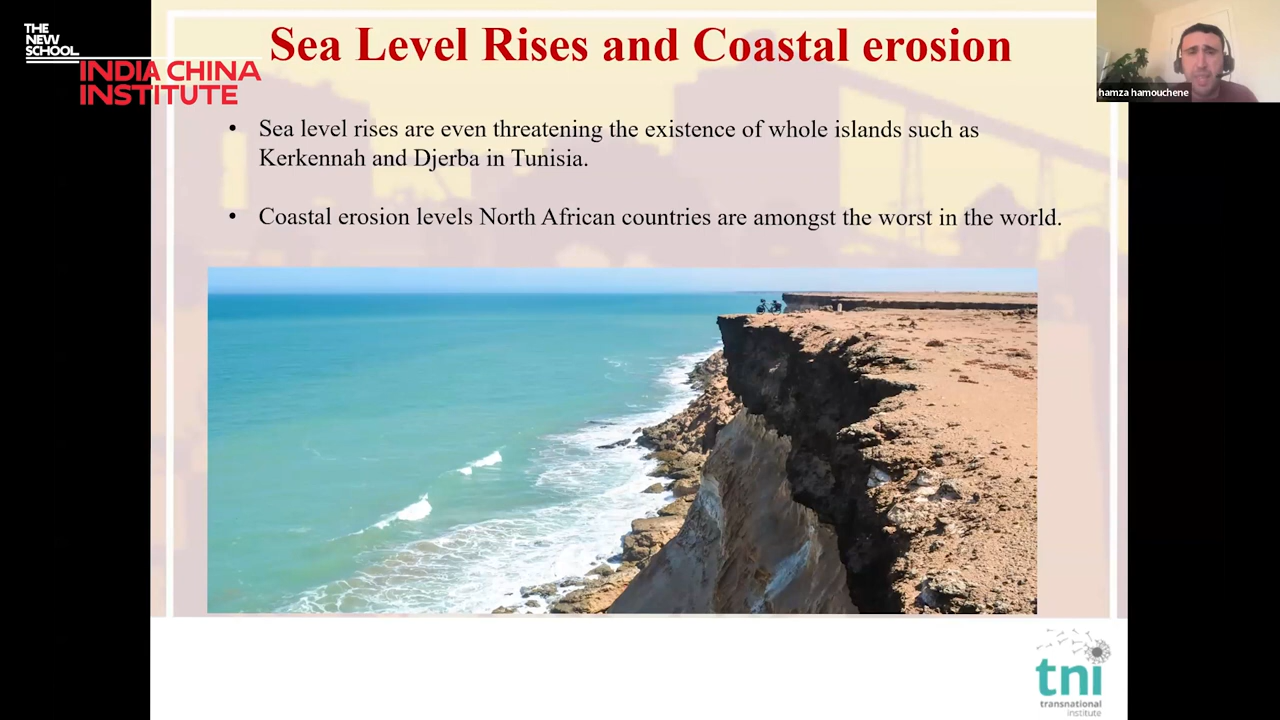 THE
NEW
SCHOOL
INDIA CHINA
INSTITUTE
Sea Level Rises and Coastal erosion
hamza hamouchene
• Sea level rises are even threatening the existence of whole islands such as
Kerkennah and Djerba in Tunisia.
• Coastal erosion levels North African countries are amongst the worst in the world.
tni
transnational
institute